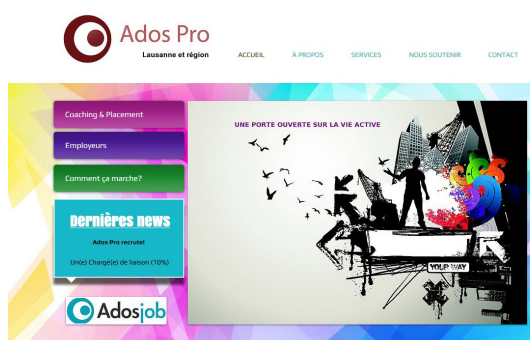 Ados Pro
Lausanne et région
ACCUEIL
À PROPOS
SERVICES
NOUS SOUTENIR
CONTACT
Coaching & Placement
Employeurs
Comment ça marche?
Dernières news
Ados Pro recrute!
Un(e) Chargé(e) de liaison (10%)
Adosjob
UNE PORTE OUVERTE SUR LA VIE ACTIVE
YOUR WAY